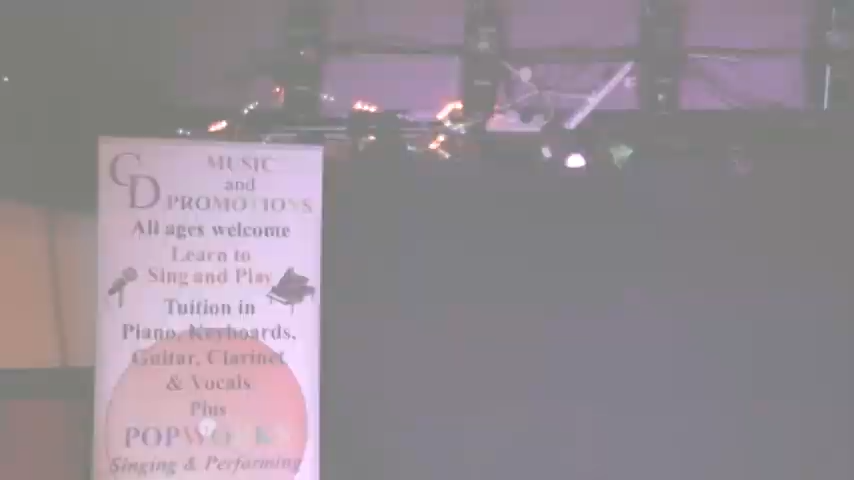 CD MUSIC
and
PROMOTIONS
All ages welcome
Learn to
Sing and Play
Tuition in
Piano, Keyboards,
Guitar, Clarinet
& Vocals
Plus
POPWORKS
Singing & Performing